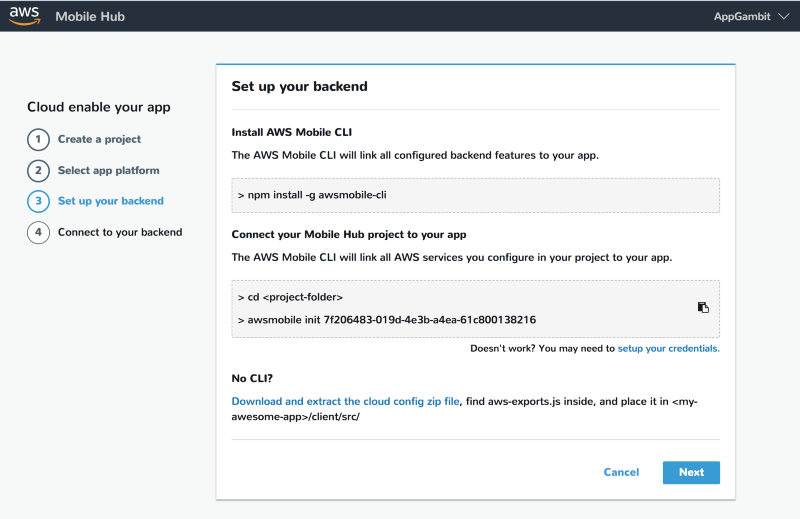 aws
Mobile Hub
AppGambit
Cloud enable your app
1 Create a project
2 Select app platform
3 Set up your backend
4 Connect to your backend
Set up your backend
Install AWS Mobile CLI
The AWS Mobile CLI will link all configured backend features to your app.
> npm install -g awsmobile-cli
Connect your Mobile Hub project to your app
The AWS Mobile CLI will link all AWS services you configure in your project to your app.
> cd <project-folder>
> awsmobile init 7f206483-019d-4e3b-a4ea-61c800138216
Doesn't work? You may need to setup your credentials.
No CLI?
Download and extract the cloud config zip file, find aws-exports.js inside, and place it in <my-
awesome-app>/client/src/
Cancel
Next